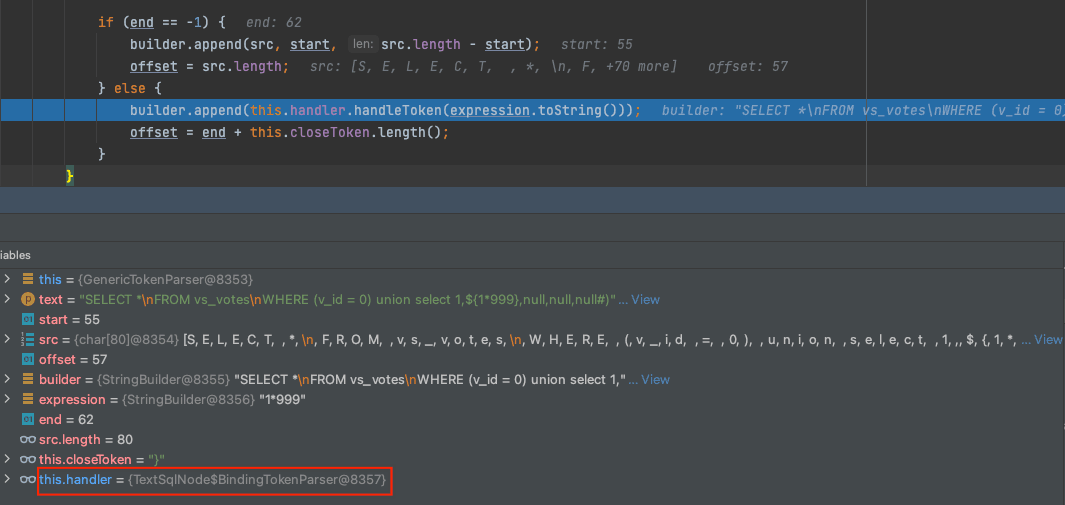 if (end == -1) {   end: 62
builder.append(src, start, len: src.length - start);   start: 55
offset = src.length;   src: [S, E, L, E, C, T,  , *, \n, F, +70 more]   offset: 57
} else {
builder.append(this.handler.handleToken(expression.toString()));   builder: "SELECT *\nFROM vs_votes\nWHERE (v_id = 0)
offset = end + this.closeToken.length();
}
}
iables
this = {GenericTokenParser@8353}
text = "SELECT *\nFROM vs_votes\nWHERE (v_id = 0) union select 1,${1*999},null,null,null#)" ... View
start = 55
src = {char[80]@8354} [S, E, L, E, C, T,  , *, \n, F, R, O, M,  , v, s, _, v, o, t, e, s, \n, W, H, E, R, E,  , (, v, _, i, d,  , =,  , 0, ),  , u, n, i, o, n,  , s, e, l, e, c, t,  , 1, ,, $, {, 1, *, ... View
offset = 57
builder = {StringBuilder@8355} "SELECT *\nFROM vs_votes\nWHERE (v_id = 0) union select 1," ... View
expression = {StringBuilder@8356} "1*999"
end = 62
src.length = 80
this.closeToken = "}"
this.handler = {TextSqlNode$BindingTokenParser@8357}